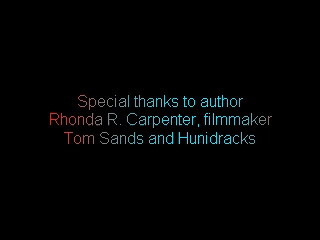 Special thanks to author
Rhonda R. Carpenter, filmmaker
Tom Sands and Hunidracks